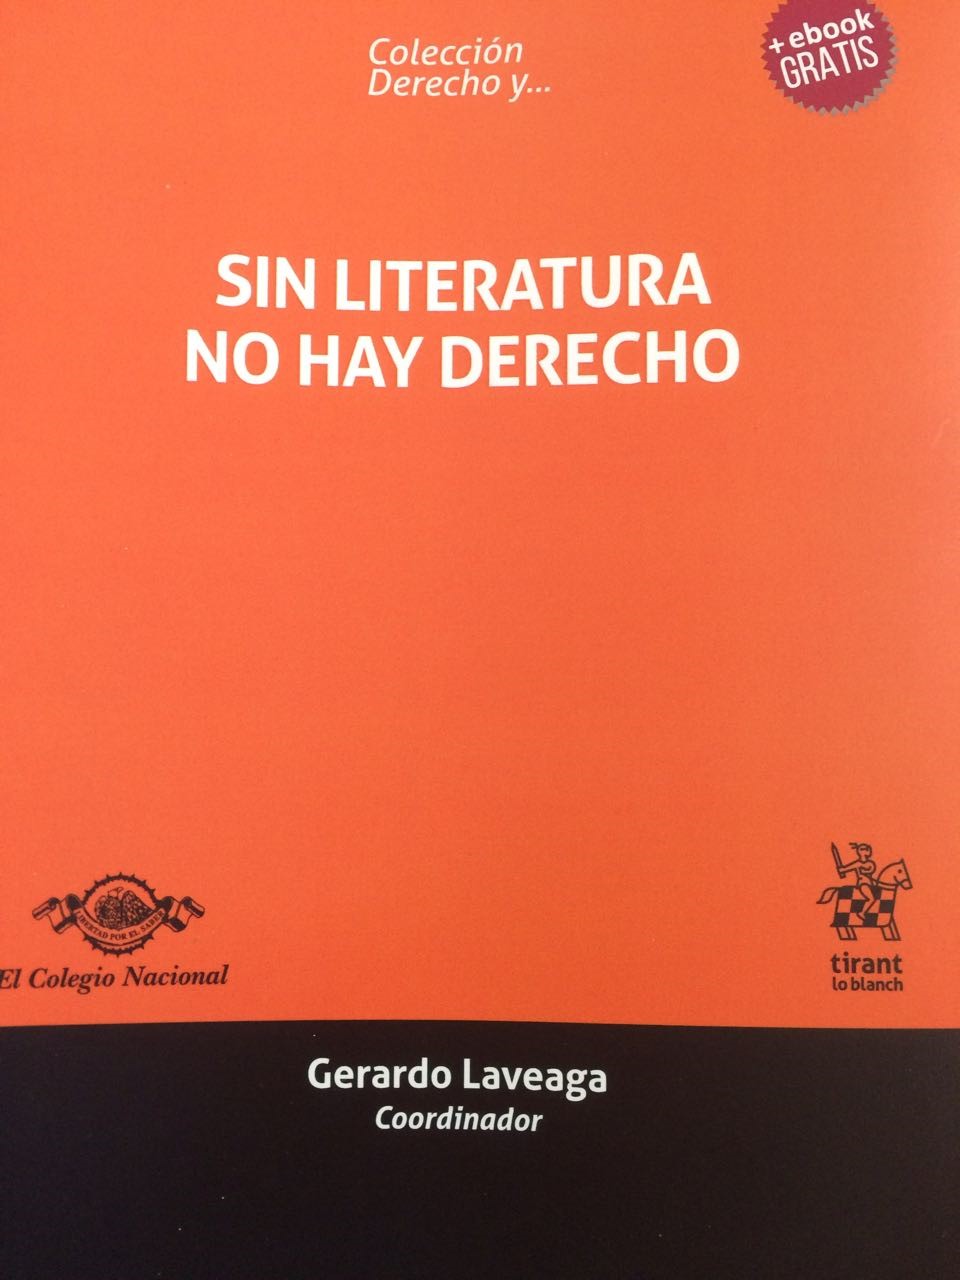 Colección
Derecho y...
+ ebook
GRATIS
SIN LITERATURA
NO HAY DERECHO
LIBERTAD POR EL SABER
El Colegio Nacional
tirant
lo blanch
Gerardo Laveaga
Coordinador